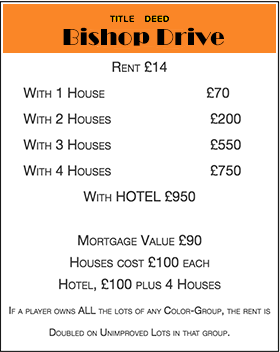 TITLE DEED
Bishop Drive
RENT £14
WITH 1 HOUSE £70
WITH 2 HOUSES £200
WITH 3 HOUSES £550
WITH 4 HOUSES £750
WITH HOTEL £950
MORTGAGE VALUE £90
HOUSES COST £100 EACH
HOTEL, £100 PLUS 4 HOUSES
IF A PLAYER OWNS ALL THE LOTS OF ANY COLOR-GROUP, THE RENT IS
DOUBLED ON UNIMPROVED LOTS IN THAT GROUP.